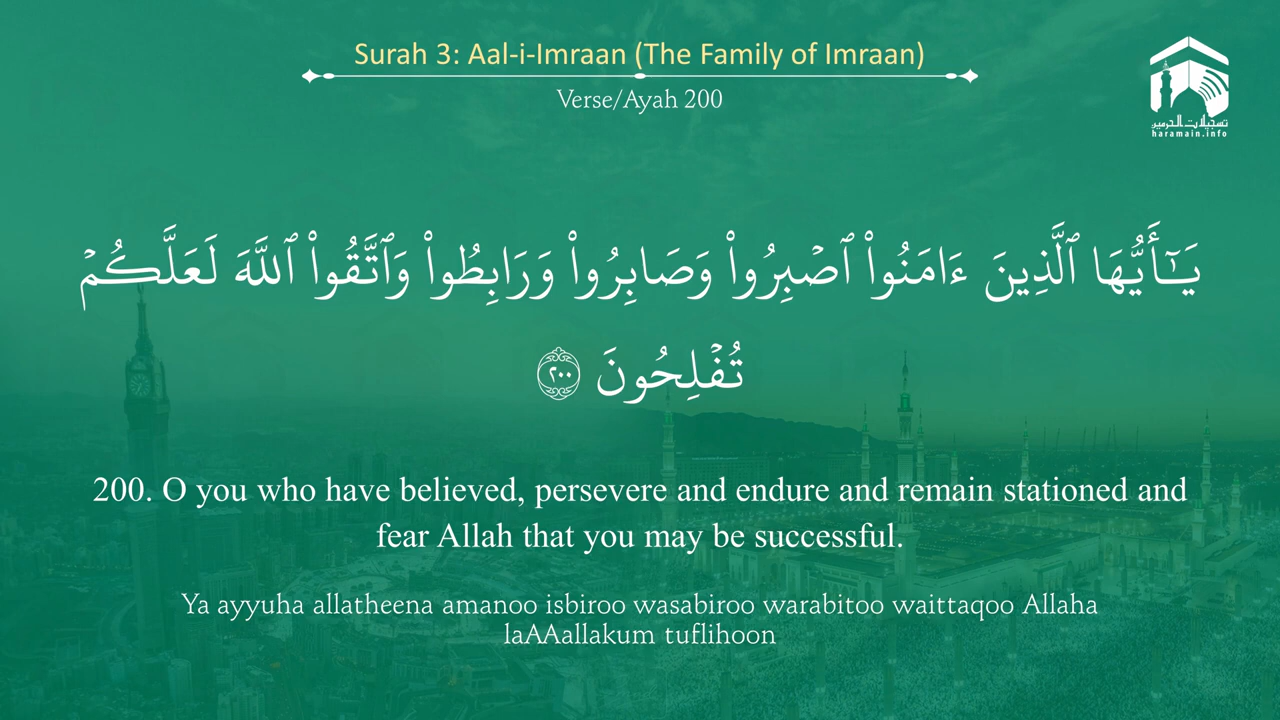 Surah 3: Aal-i-Imraan (The Family of Imraan)
Verse/Ayah 200
تسجيلات الحرمين
haramain.info
يَـٰٓأَيُّهَا ٱلَّذِينَ ءَامَنُوا۟ ٱصْبِرُوا۟ وَصَابِرُوا۟ وَرَابِطُوا۟ وَٱتَّقُوا۟ ٱللَّهَ لَعَلَّكُمْ
تُفْلِحُونَ ٢٠٠
200. O you who have believed, persevere and endure and remain stationed and
fear Allah that you may be successful.
Ya ayyuha allatheena amanoo isbiroo wasabiroo warabitoo waittaqoo Allaha
laAAallakum tuflihoon